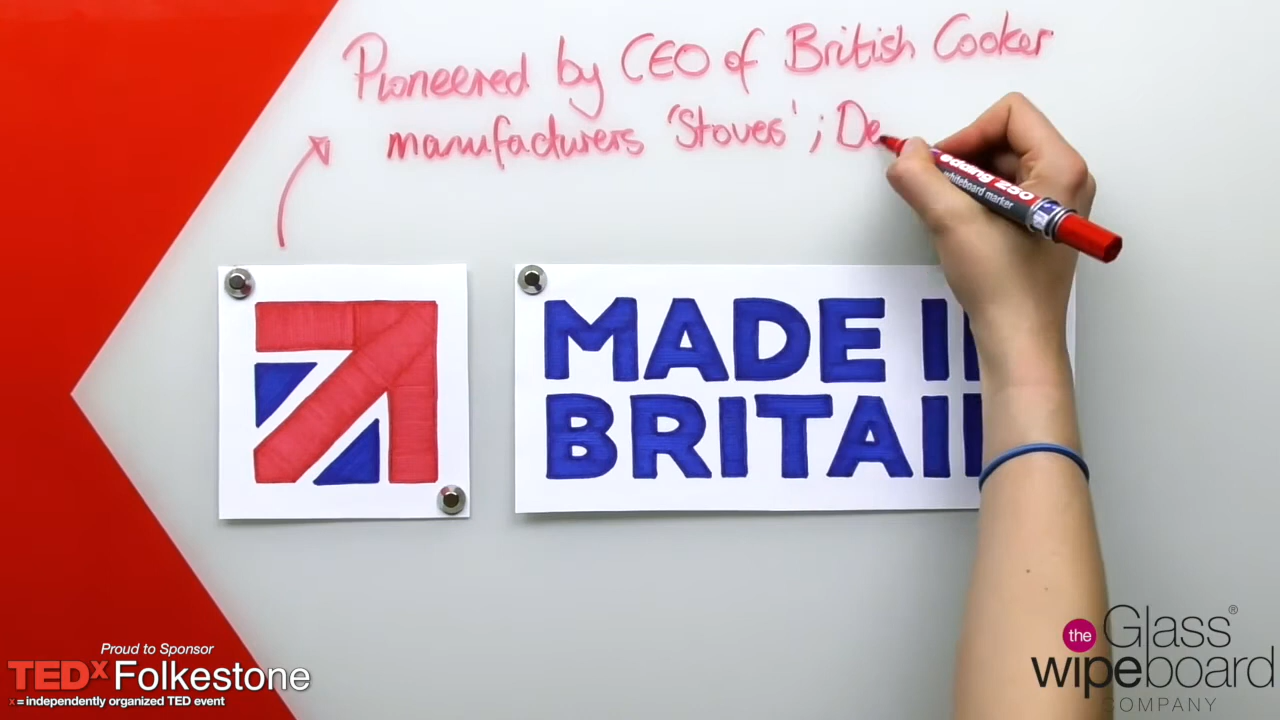 Pioneered by CEO of British Cooker
manufacturers 'Stoves' ; De
edding 250
whiteboard marker
MADE I
BRITAI
Proud to Sponsor
TEDx Folkestone
x = independently organized TED event
the Glass®
wipeboard
COMPANY